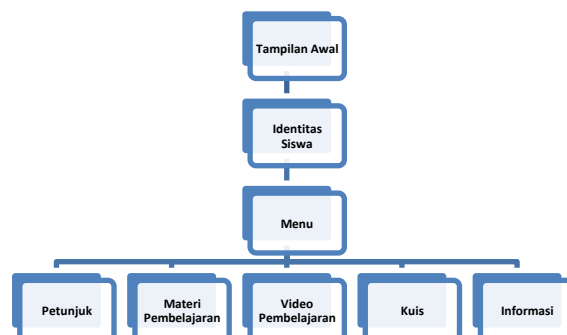 Tampilan Awal
Identitas
Siswa
Menu
Petunjuk
Materi
Pembelajaran
Video
Pembelajaran
Kuis
Informasi